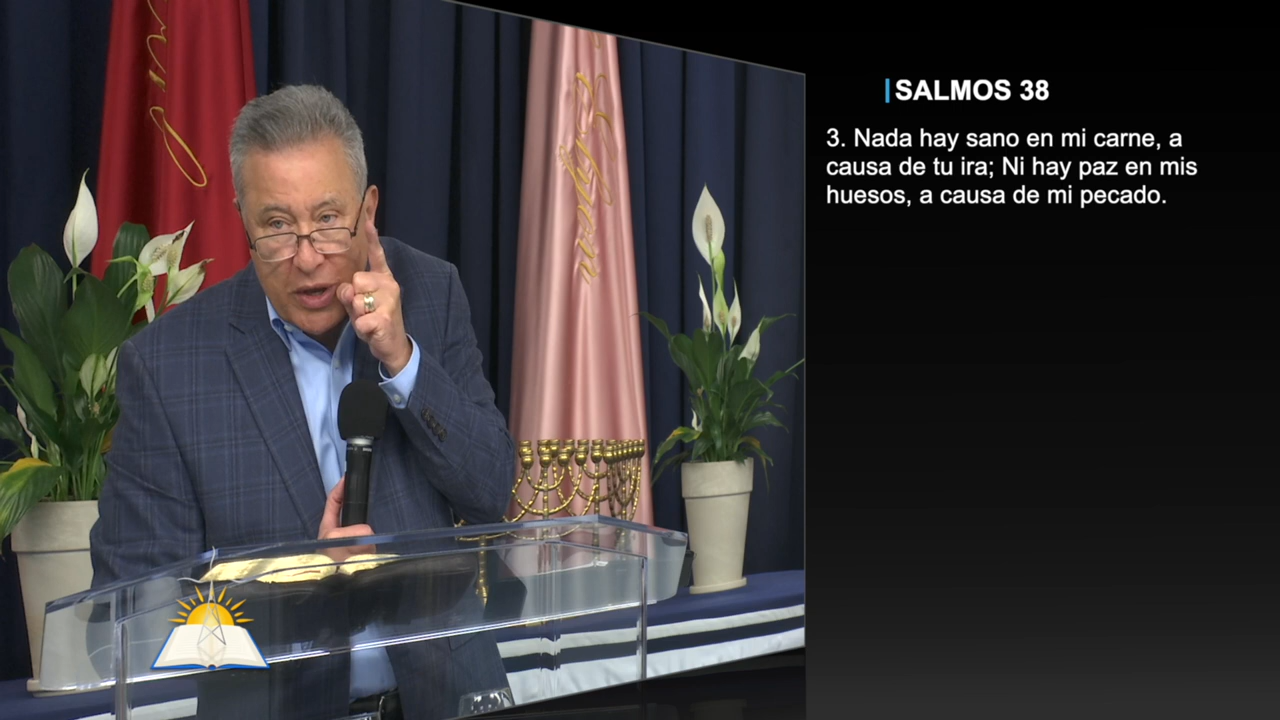 SALMOS 38
3. Nada hay sano en mi carne, a
causa de tu ira; Ni hay paz en mis
huesos, a causa de mi pecado.